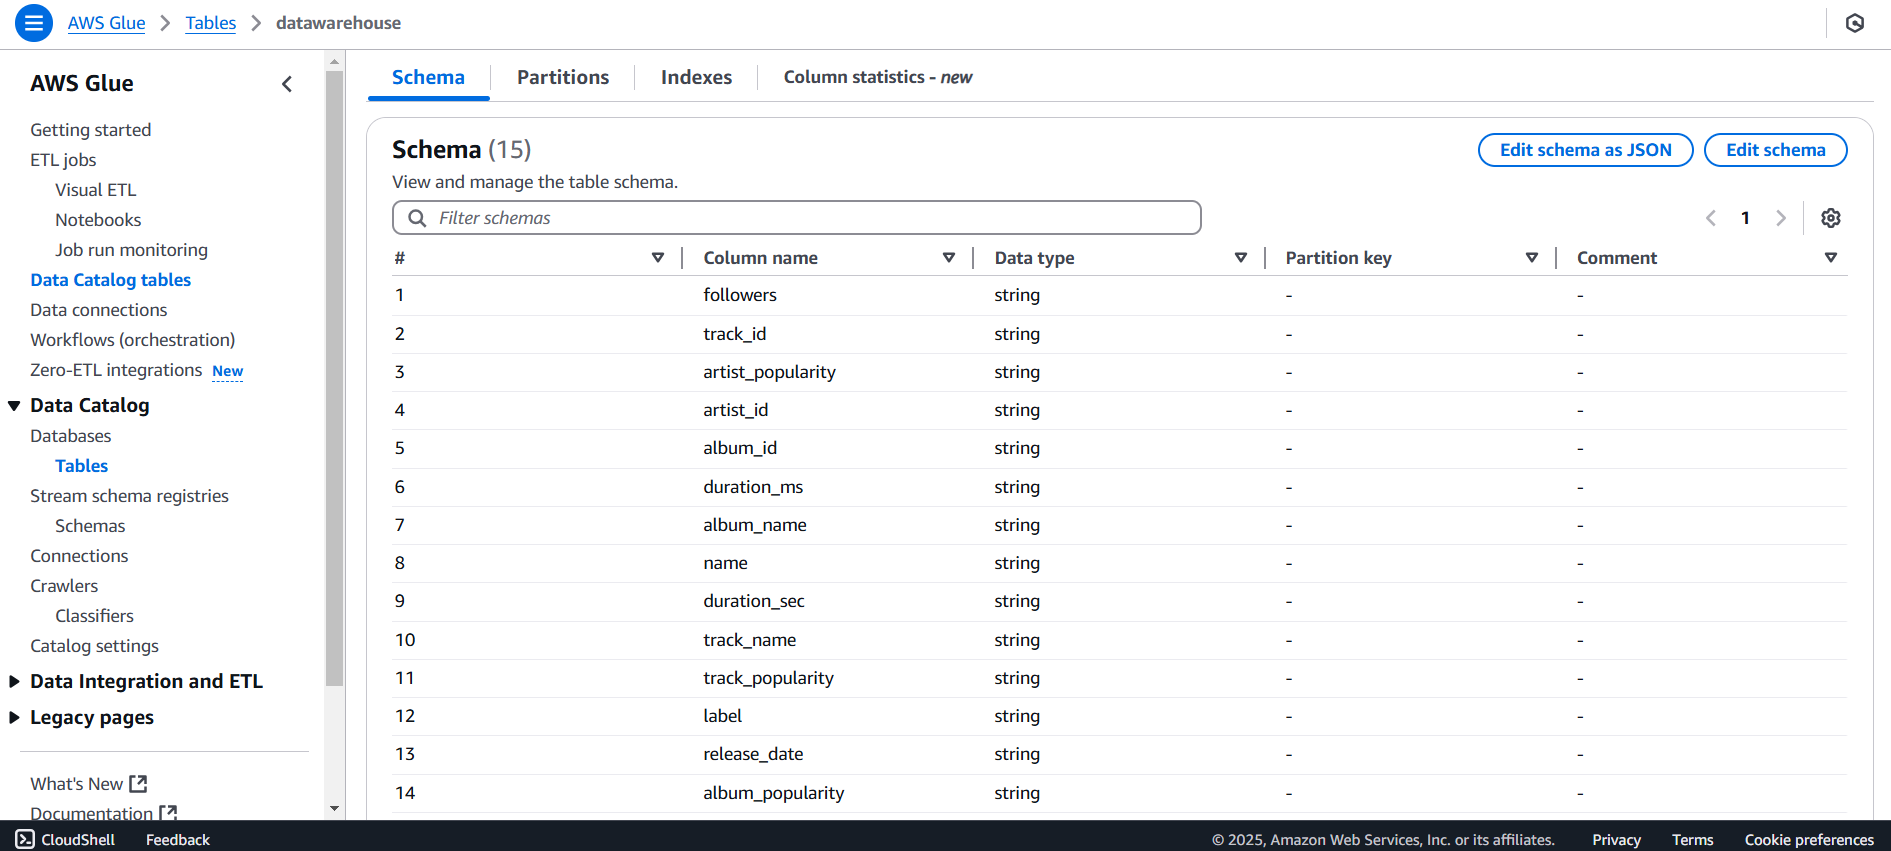 AWS Glue > Tables > datawarehouse
AWS Glue
Getting started
ETL jobs
Visual ETL
Notebooks
Job run monitoring
Data Catalog tables
Data connections
Workflows (orchestration)
Zero-ETL integrations New
Data Catalog
Databases
Tables
Stream schema registries
Schemas
Connections
Crawlers
Classifiers
Catalog settings
Data Integration and ETL
Legacy pages
What's New
Documentation
Schema Partitions Indexes Column statistics - new
Schema (15)
Edit schema as JSON Edit schema
View and manage the table schema.
Filter schemas
1
# Column name Data type Partition key Comment
1 followers string - -
2 track_id string - -
3 artist_popularity string - -
4 artist_id string - -
5 album_id string - -
6 duration_ms string - -
7 album_name string - -
8 name string - -
9 duration_sec string - -
10 track_name string - -
11 track_popularity string - -
12 label string - -
13 release_date string - -
14 album_popularity string - -
CloudShell Feedback © 2025, Amazon Web Services, Inc. or its affiliates. Privacy Terms Cookie preferences